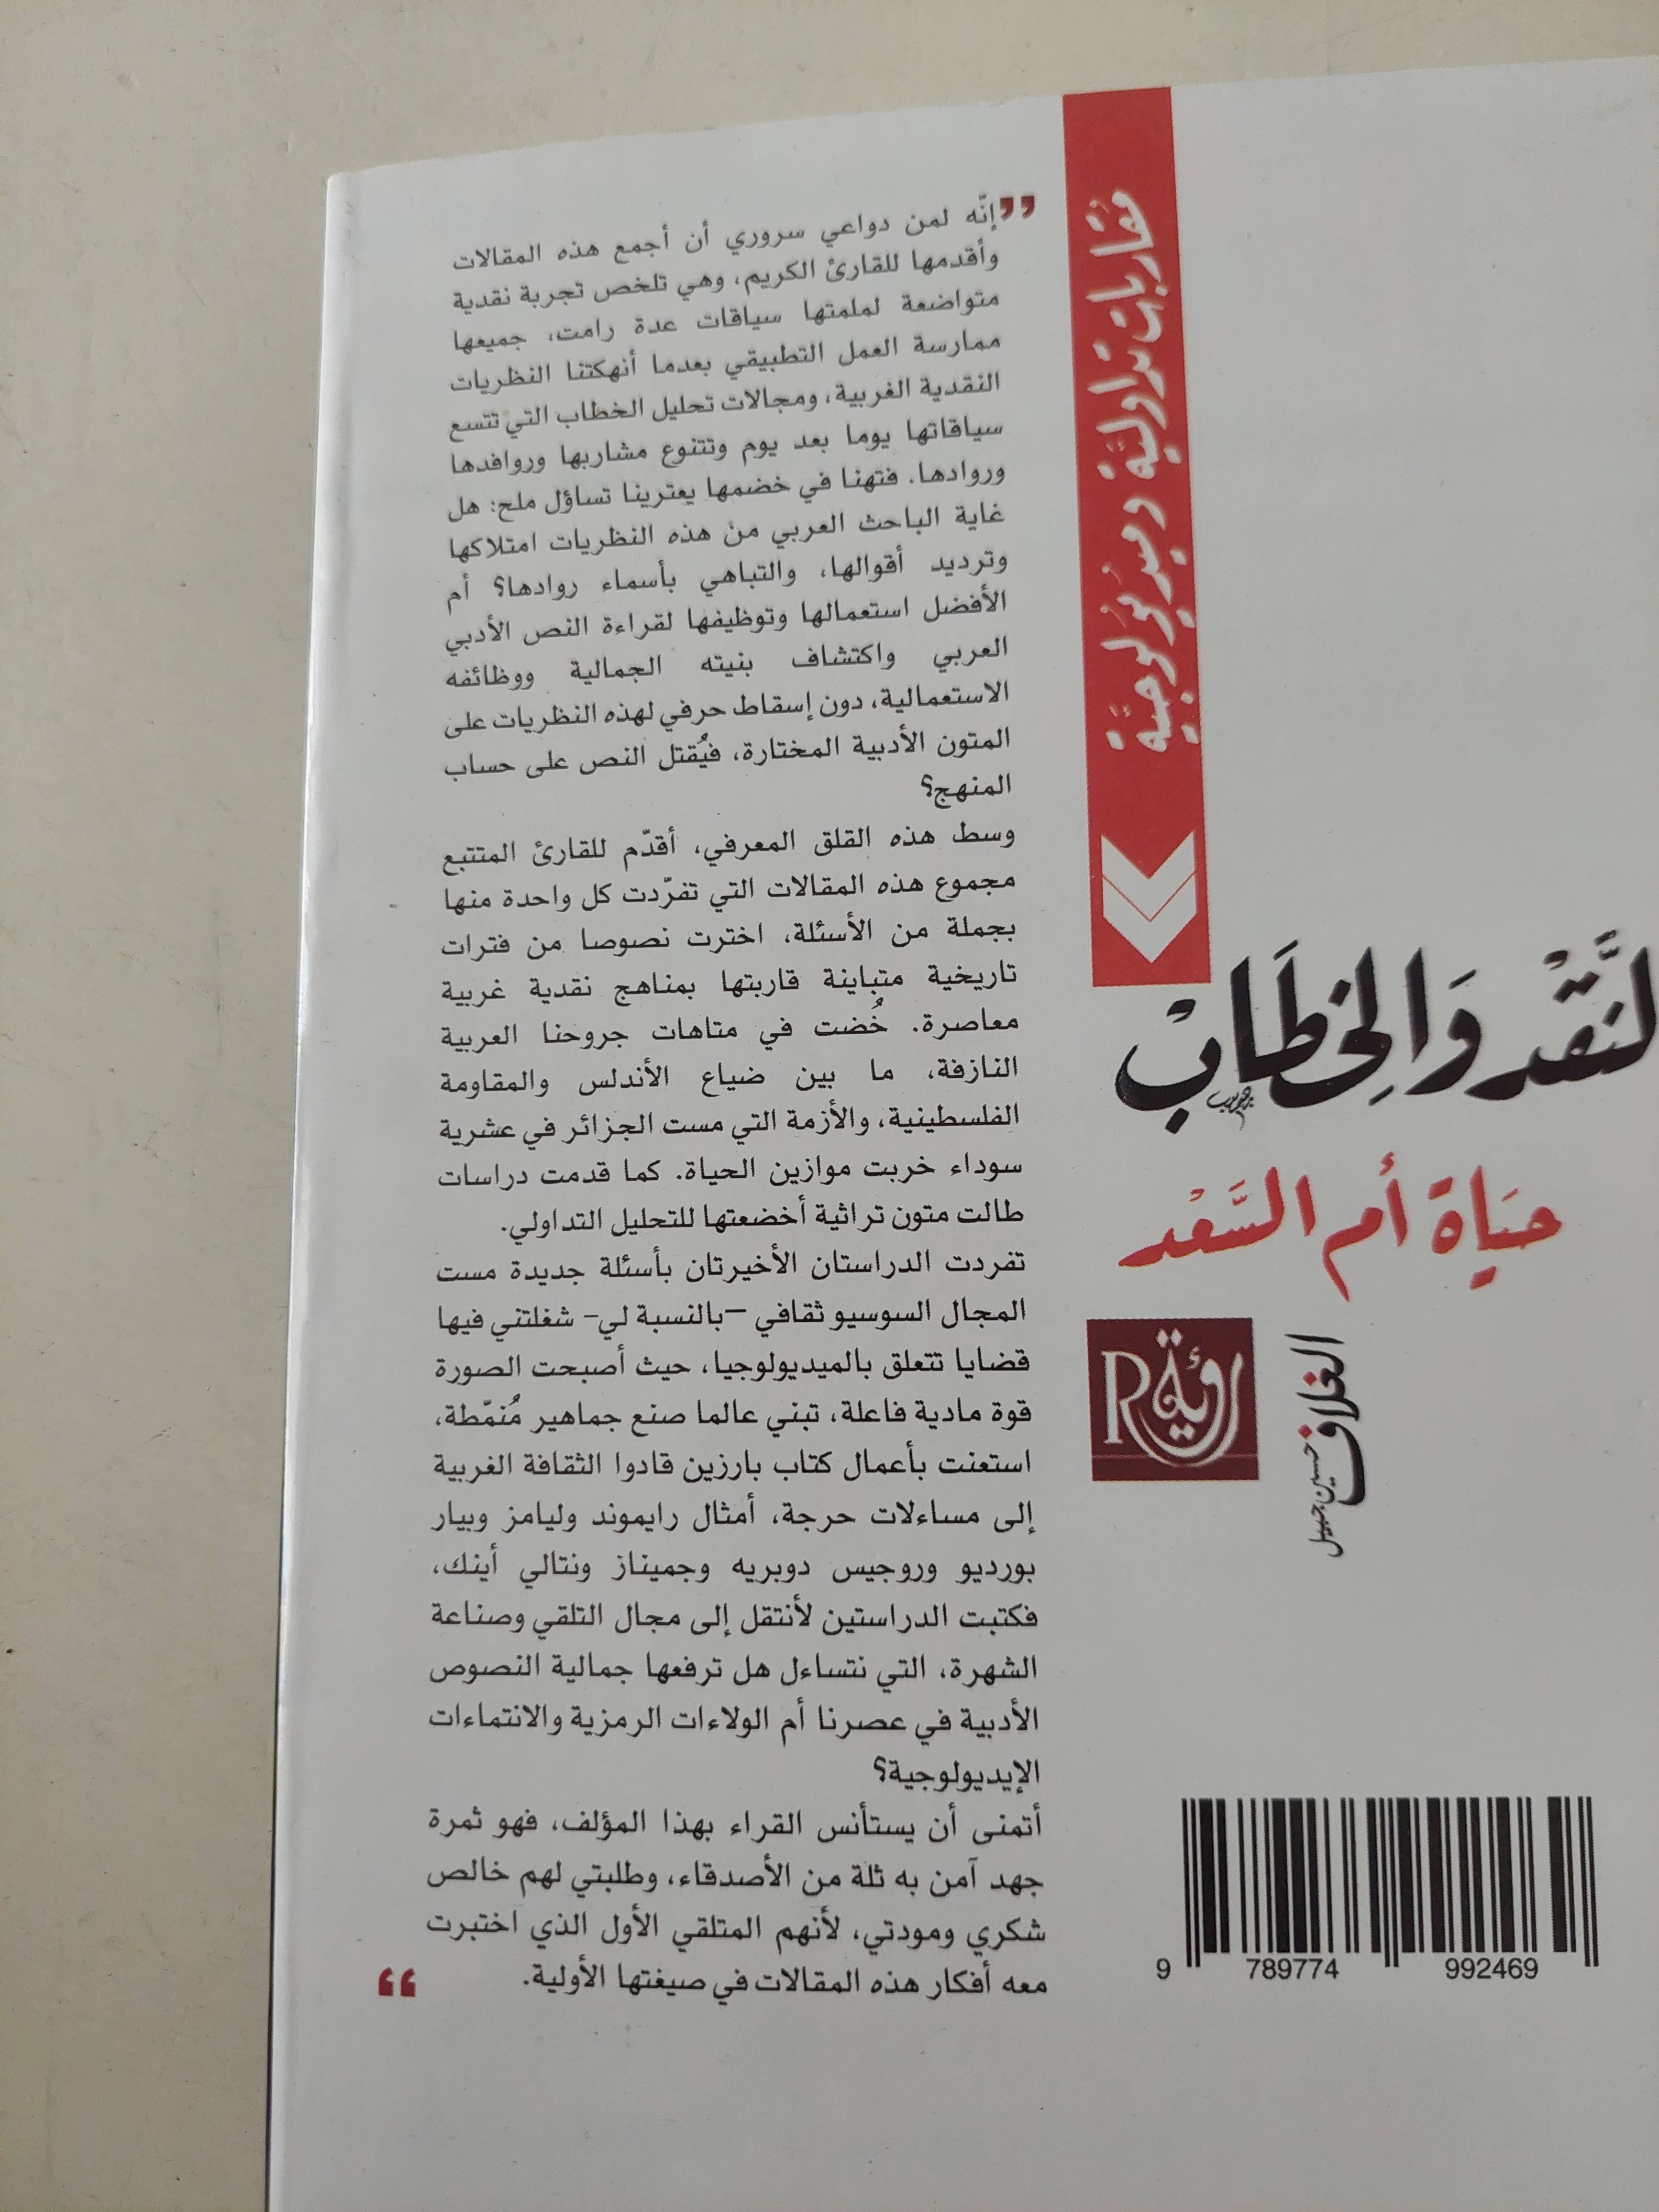 مقاربات تداولية وميديولوجية
النَّقْد وَالخِطَابْ
حيَاة أم السَّعْد
رؤية
R
الغلاف
حسين جبيل
9 789774 992469
”إنّه لمن دواعي سروري أن أجمع هذه المقالات
وأقدمها للقارئ الكريم، وهي تلخص تجربة نقدية
متواضعة لملمتها سياقات عدة رامت، جميعها
ممارسة العمل التطبيقي بعدما أنهكتنا النظريات
النقدية الغربية، ومجالات تحليل الخطاب التي تتسع
سياقاتها يوما بعد يوم وتتنوع مشاربها وروافدها
وروادها. فتهنا في خضمها يعترينا تساؤل ملح: هل
غاية الباحث العربي من هذه النظريات امتلاكها
وترديد أقوالها، والتباهي بأسماء روادها؟ أم
الأفضل استعمالها وتوظيفها لقراءة النص الأدبي
العربي واكتشاف بنيته الجمالية ووظائفه
الاستعمالية، دون إسقاط حرفي لهذه النظريات على
المتون الأدبية المختارة، فيُقتل النص على حساب
المنهج؟
وسط هذه القلق المعرفي، أقدّم للقارئ المتتبع
مجموع هذه المقالات التي تفرّدت كل واحدة منها
بجملة من الأسئلة، اخترت نصوصا من فترات
تاريخية متباينة قاربتها بمناهج نقدية غربية
معاصرة. خُضت في متاهات جروحنا العربية
النازفة، ما بين ضياع الأندلس والمقاومة
الفلسطينية، والأزمة التي مست الجزائر في عشرية
سوداء خربت موازين الحياة. كما قدمت دراسات
طالت متون تراثية أخضعتها للتحليل التداولي.
تفردت الدراستان الأخيرتان بأسئلة جديدة مست
المجال السوسيو ثقافي –بالنسبة لي– شغلتني فيها
قضايا تتعلق بالميديولوجيا، حيث أصبحت الصورة
قوة مادية فاعلة، تبني عالما صنع جماهير مُنمّطة،
استعنت بأعمال كتاب بارزين قادوا الثقافة الغربية
إلى مساءلات حرجة، أمثال رايموند وليامز وبيار
بورديو وروجيس دوبريه وجميناز ونتالي أينك،
فكتبت الدراستين لأنتقل إلى مجال التلقي وصناعة
الشهرة، التي نتساءل هل ترفعها جمالية النصوص
الأدبية في عصرنا أم الولاءات الرمزية والانتماءات
الإيديولوجية؟
أتمنى أن يستأنس القراء بهذا المؤلف، فهو ثمرة
جهد آمن به ثلة من الأصدقاء، وطلبتي لهم خالص
شكري ومودتي، لأنهم المتلقي الأول الذي اختبرت
معه أفكار هذه المقالات في صيغتها الأولية.“